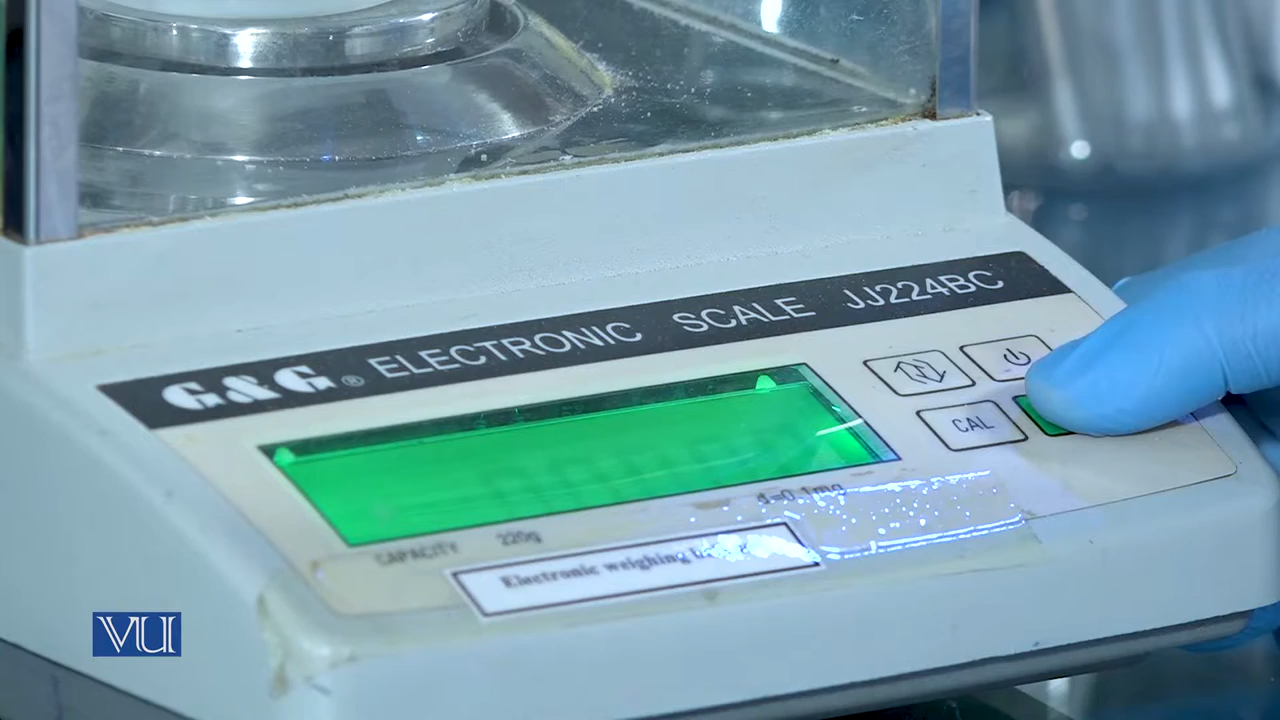 G&G® ELECTRONIC SCALE JJ224BC
CAL
d=0.1mg
CAPACITY 220g
Electronic weighing
VU